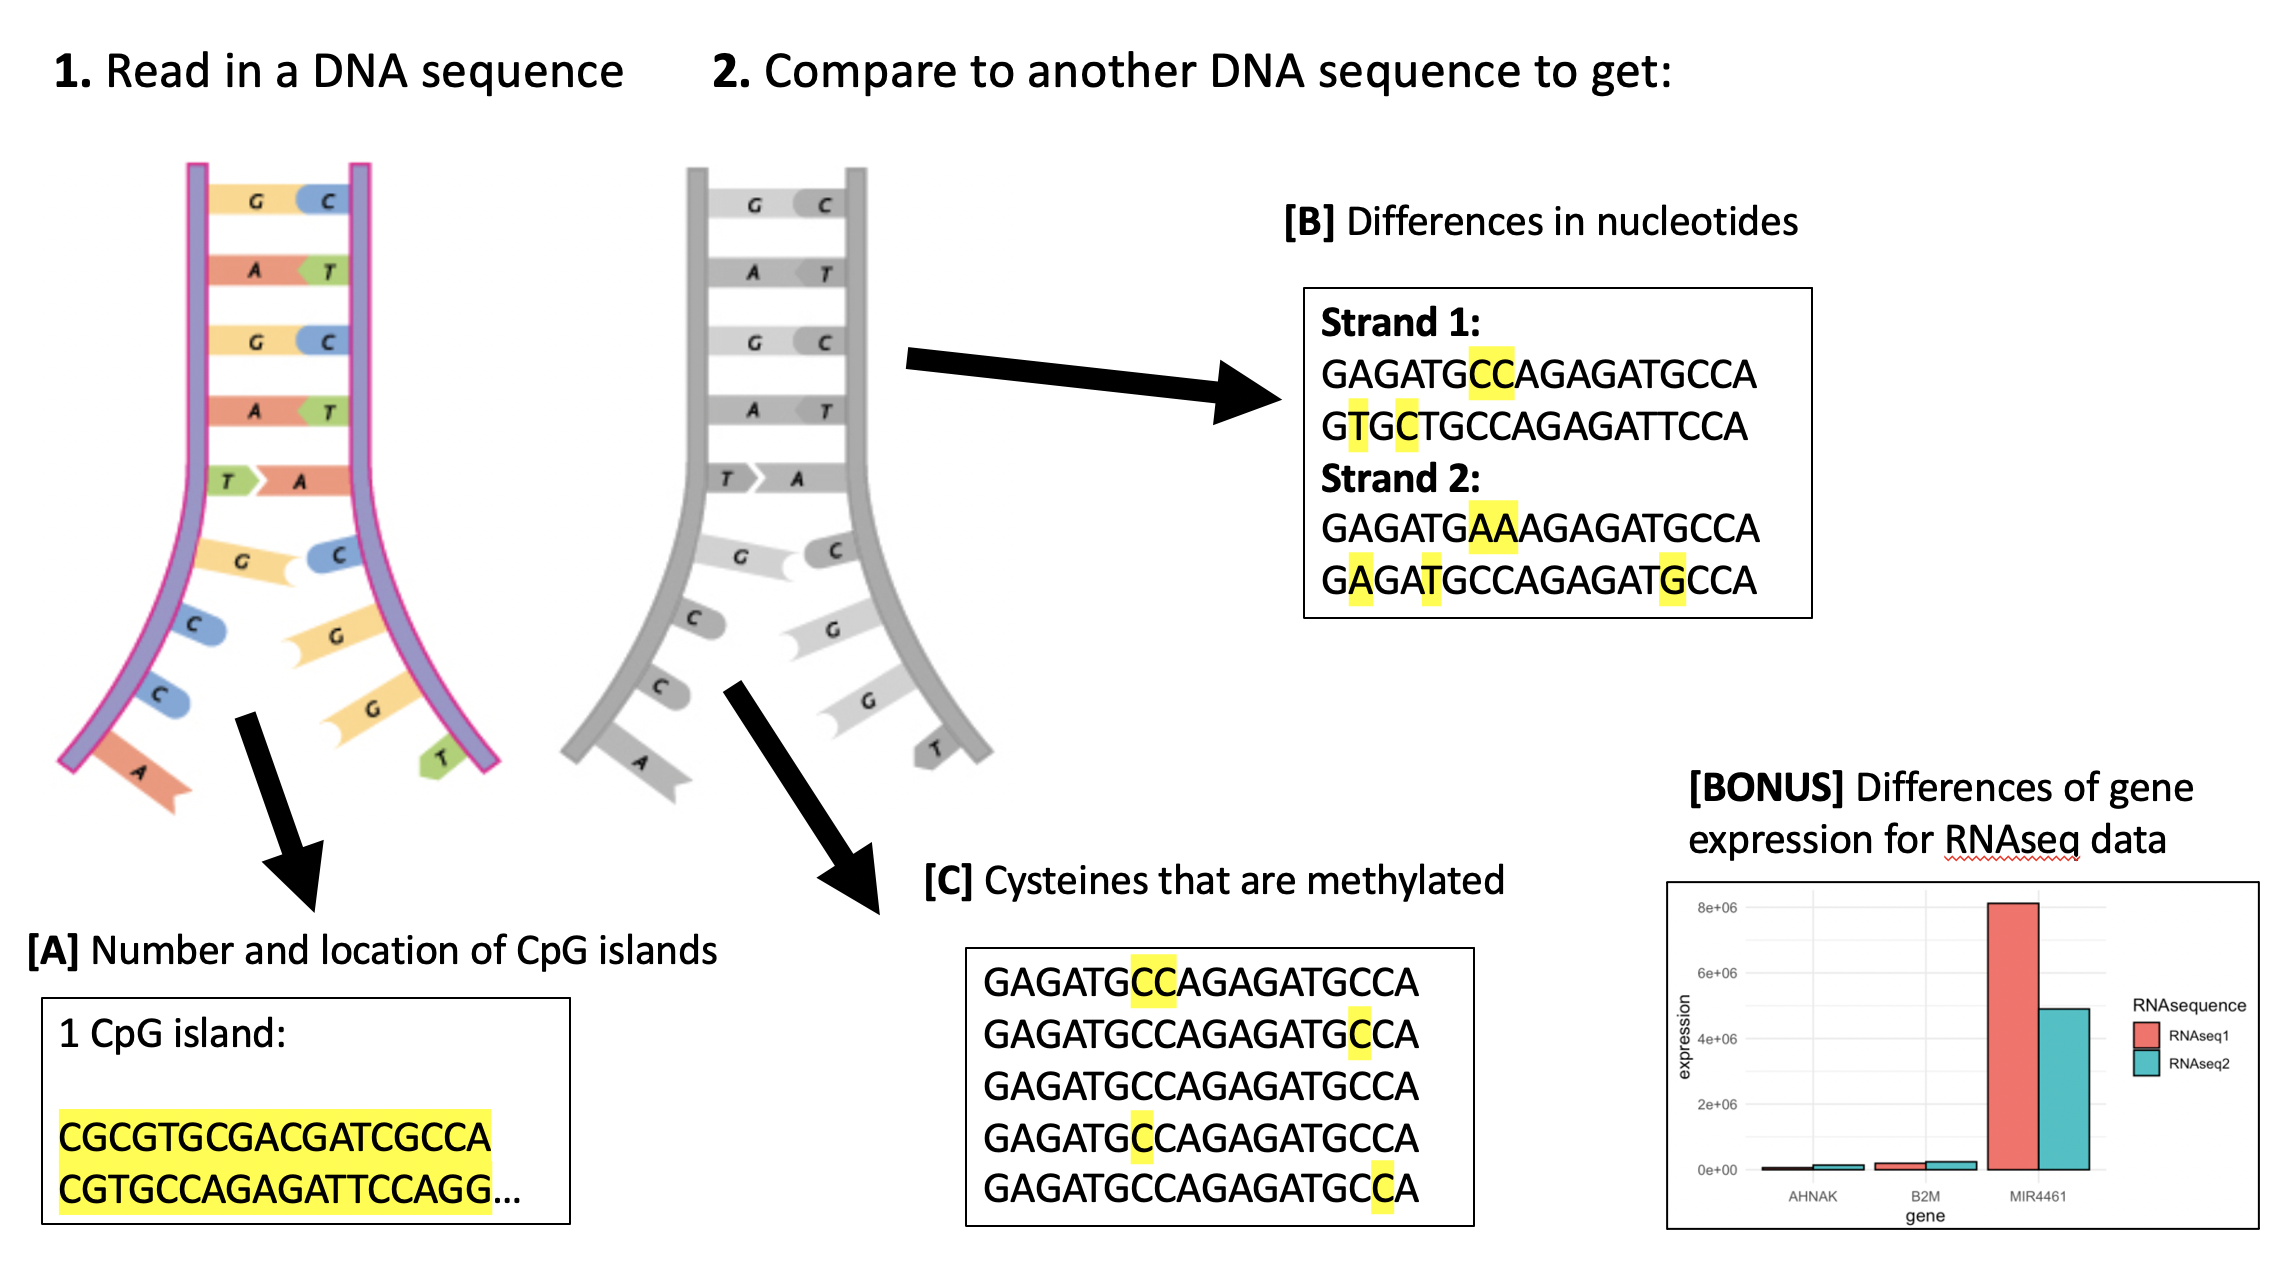 1. Read in a DNA sequence
2. Compare to another DNA sequence to get:
G C
A T
G C
A T
T A
G C
C G
C G
A T
G C
A T
G C
A T
T A
G C
C G
C G
A T
[B] Differences in nucleotides
Strand 1:
GAGATGCCAGAGATGCCA
GTGCTGCCAGAGATTCCA
Strand 2:
GAGATGAAAGAGATGCCA
GAGATGCCAGAGATGCCA
[A] Number and location of CpG islands
1 CpG island:
CGCGTGCGACGATCGCCA
CGTGCCAGAGATTCCAGG...
[C] Cysteines that are methylated
GAGATGCCAGAGATGCCA
GAGATGCCAGAGATGCCA
GAGATGCCAGAGATGCCA
GAGATGCCAGAGATGCCA
GAGATGCCAGAGATGCCA
[BONUS] Differences of gene
expression for RNAseq data
expression
8e+06
6e+06
4e+06
2e+06
0e+00
AHNAK B2M MIR4461
gene
RNAsequence
RNAseq1
RNAseq2